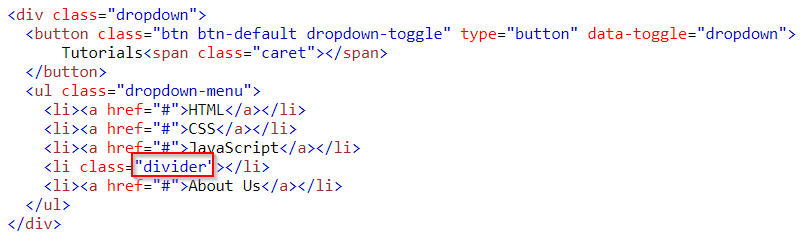 <div class="dropdown">
  <button class="btn btn-default dropdown-toggle" type="button" data-toggle="dropdown">
      Tutorials<span class="caret"></span>
  </button>
  <ul class="dropdown-menu">
    <li><a href="#">HTML</a></li>
    <li><a href="#">CSS</a></li>
    <li><a href="#">JavaScript</a></li>
    <li class="divider"></li>
    <li><a href="#">About Us</a></li>
  </ul>
</div>